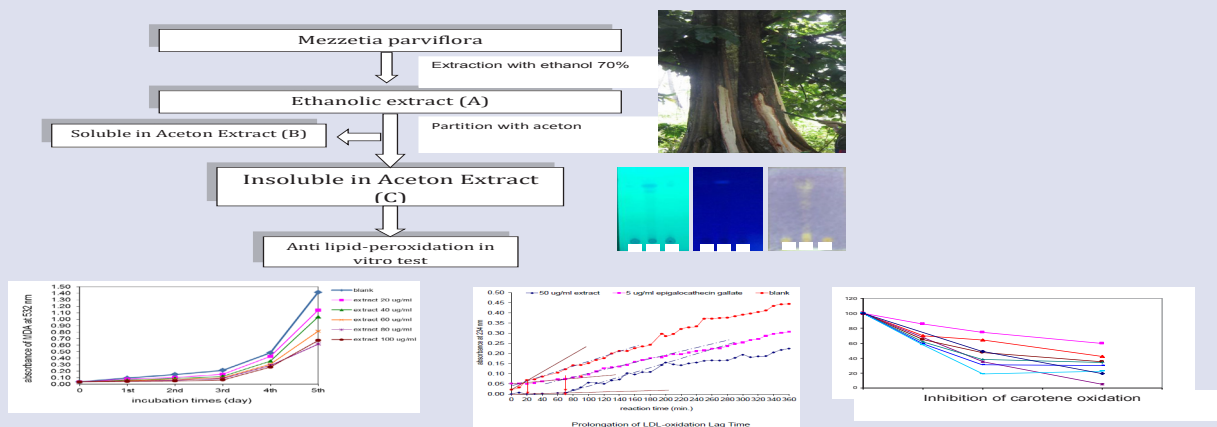 Mezzetia parviflora
Extraction with ethanol 70%
Ethanolic extract (A)
Soluble in Aceton Extract (B)
Partition with aceton
Insoluble in Aceton Extract
(C)
Anti lipid-peroxidation in
vitro test
absorbance of MDA at 532 nm
1.50
1.40
1.30
1.20
1.10
1.00
0.90
0.80
0.70
0.60
0.50
0.40
0.30
0.20
0.10
0.00
0 1st 2nd 3rd 4th 5th
incubation times (day)
blank
extract 20 ug/ml
extract 40 ug/ml
extract 60 ug/ml
extract 80 ug/ml
extract 100 ug/ml
50 ug/ml extract 5 ug/ml epigalocathecin gallate blank
absorbance at 234 nm
0.50
0.45
0.40
0.35
0.30
0.25
0.20
0.15
0.10
0.05
0.00
0 20 40 60 80 100 120 140 160 180 200 220 240 260 280 300 320 340 360
reaction time (min.)
Prolongation of LDL-oxidation Lag Time
120
100
80
60
40
20
0
Inhibition of carotene oxidation